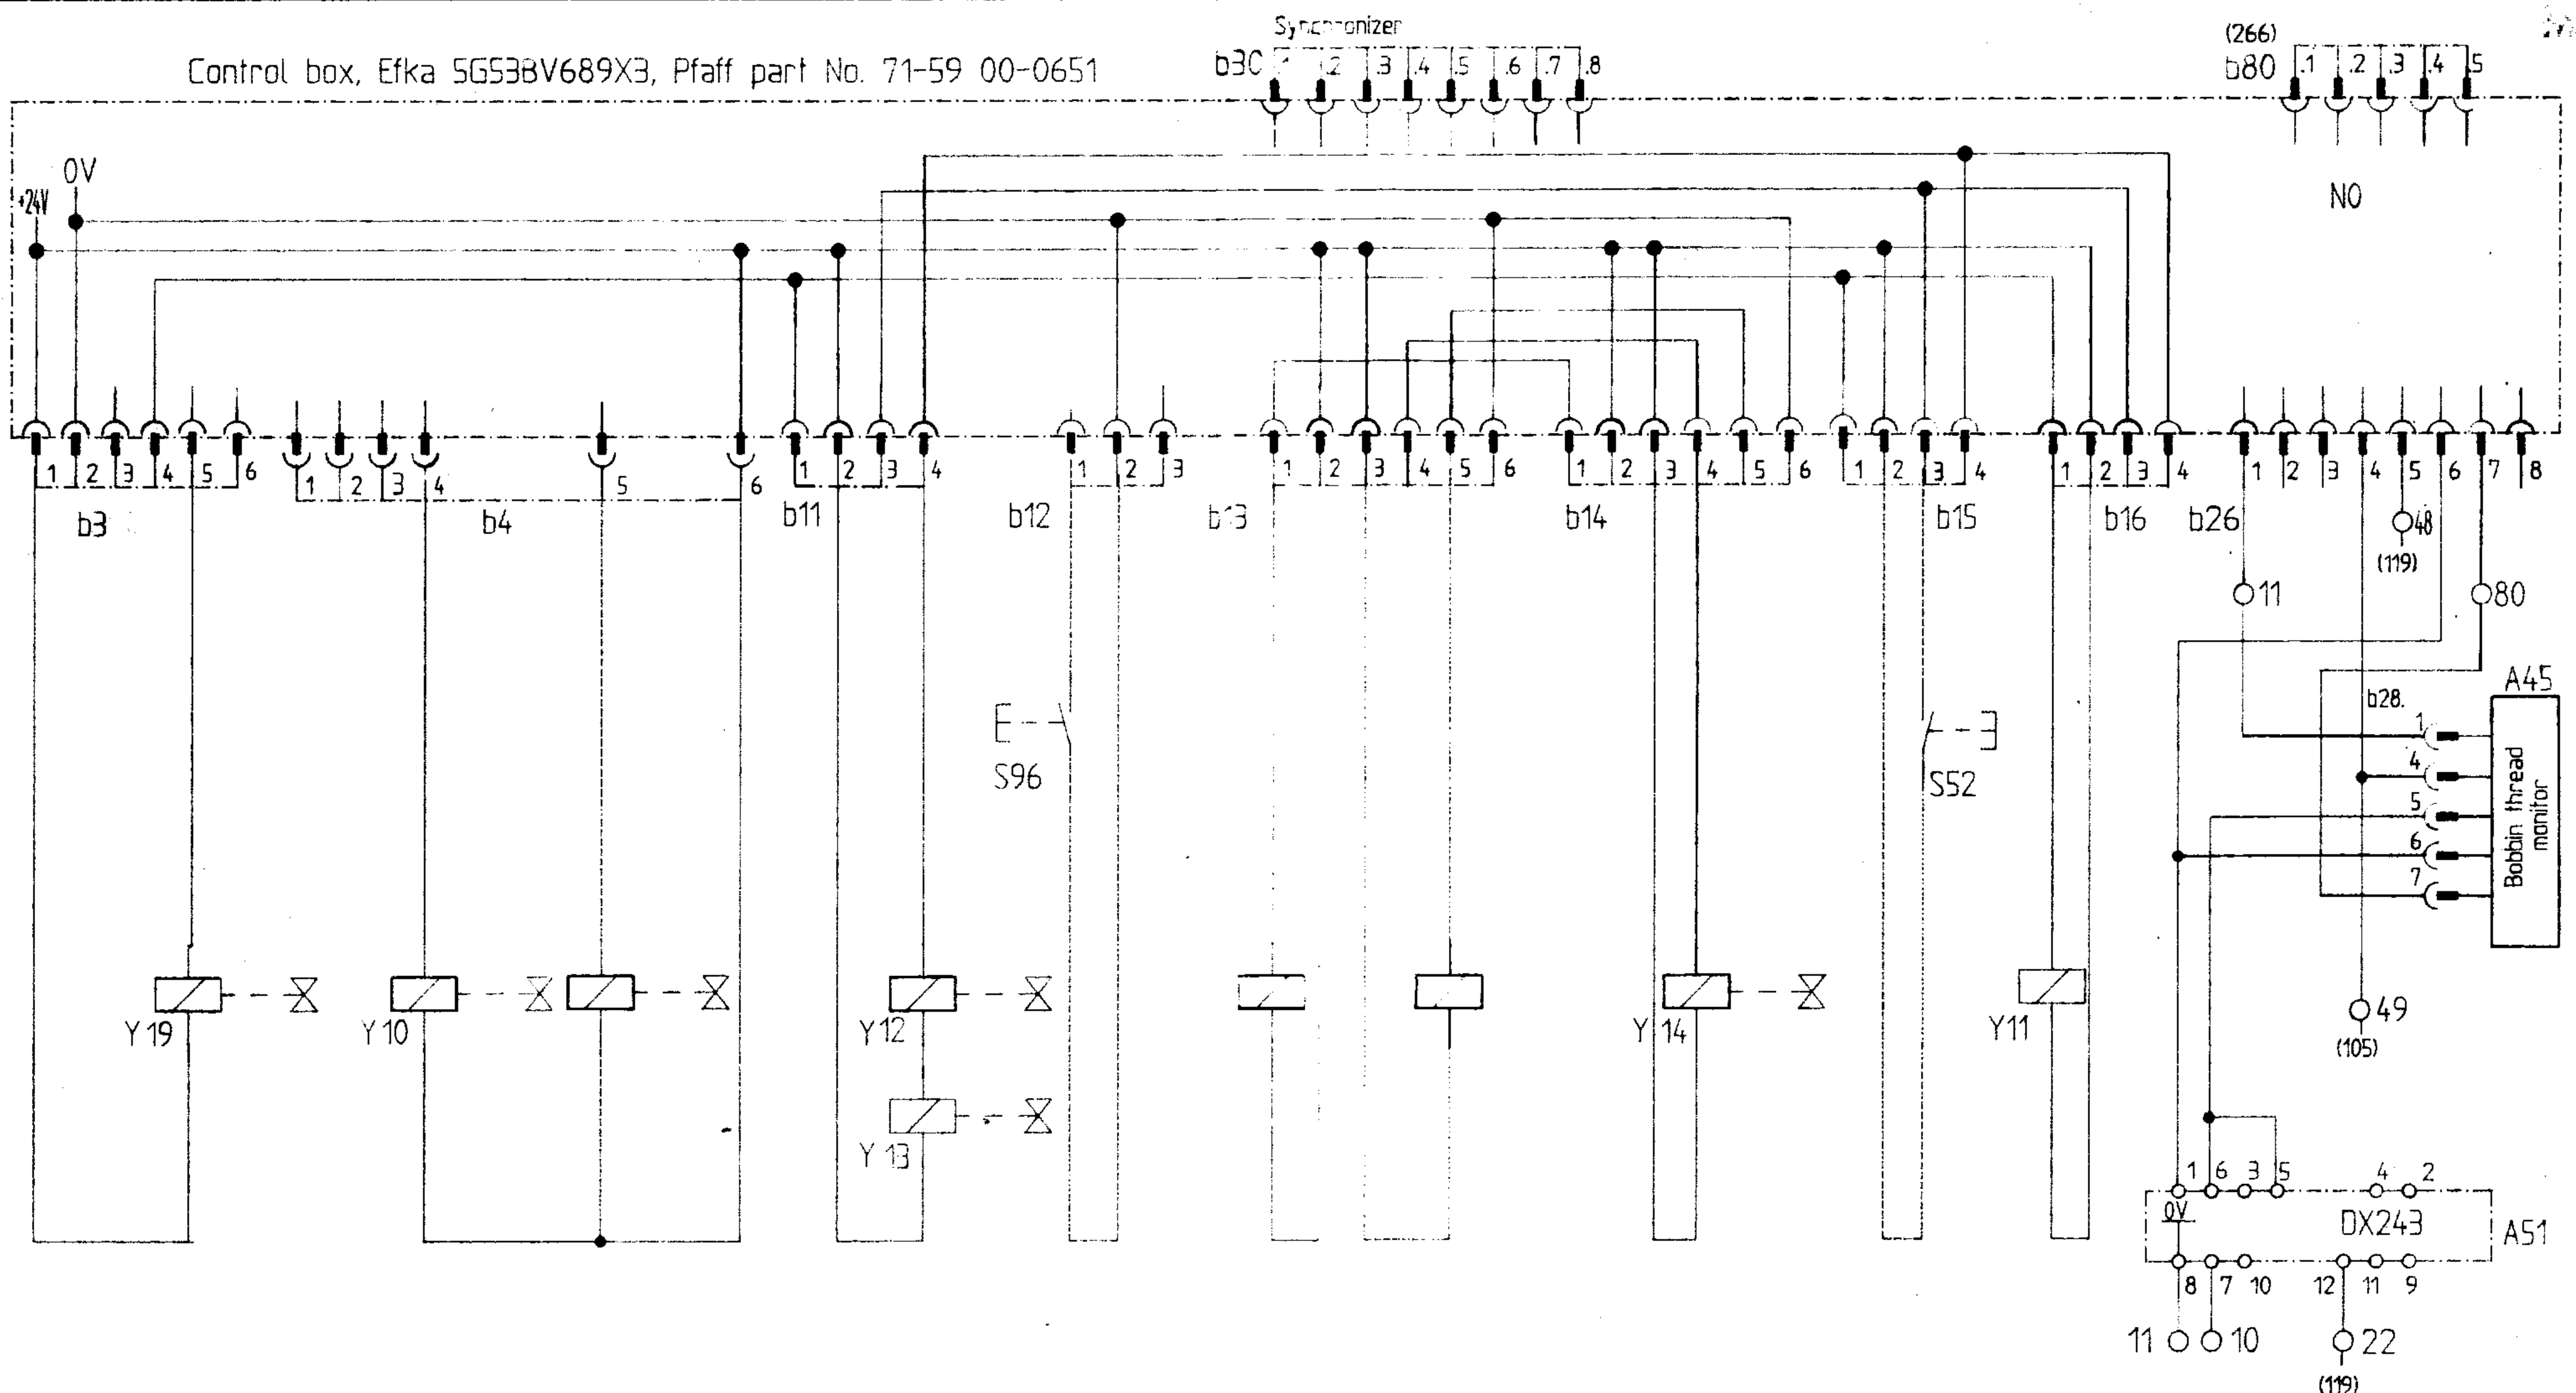 Synchronizer
(266)
Control box, Efka 5G53BV689X3, Pfaff part No. 71-59 00-0651
b30 .1 .2 .3 .4 .5 .6 .7 .8
b80 .1 .2 .3 .4 .5
0V
+24V
N0
1 2 3 4 5 6
1 2 3 4 5 6
1 2 3 4
1 2 3
1 2 3 4 5 6
1 2 3 4 5 6
1 2 3 4
1 2 3 4
1 2 3 4 5 6 7 8
b3 b4 b11 b12 b13 b14 b15 b16 b26
48
(119)
11
80
A45
b28.
1
4
5
6
7
Bobbin thread
monitor
S96
S52
Y19 Y10 Y12 Y14 Y11
49
(105)
Y13
1 6 3 5 4 2
0V
DX243
A51
8 7 10 12 11 9
11 10 22
(119)